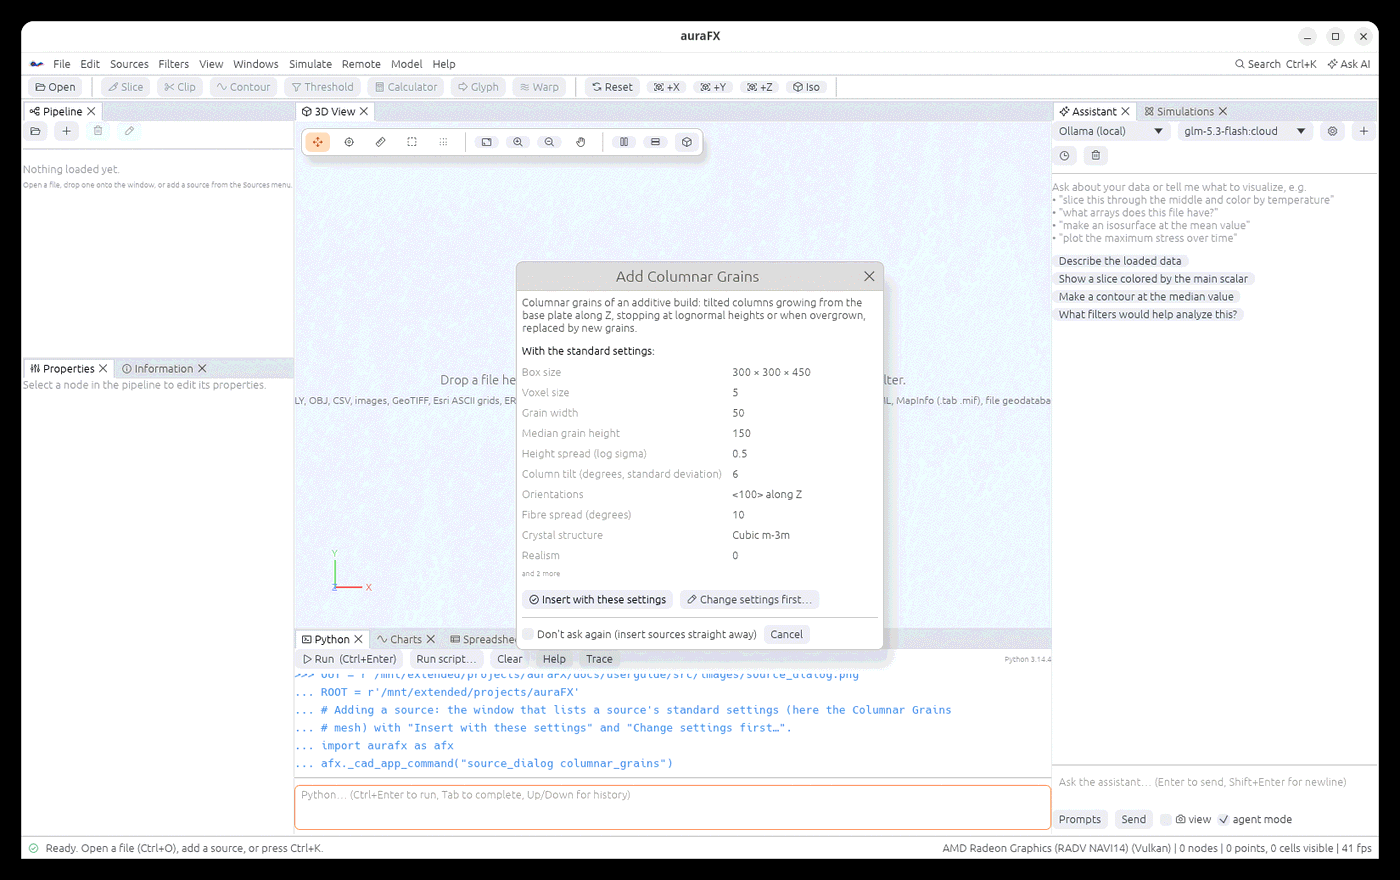 auraFX
File Edit Sources Filters View Windows Simulate Remote Model Help
Search Ctrl+K Ask AI
Open Slice Clip Contour Threshold Calculator Glyph Warp Reset +X +Y +Z Iso
Pipeline
Nothing loaded yet.
Open a file, drop one onto the window, or add a source from the Sources menu.
Properties Information
Select a node in the pipeline to edit its properties.
3D View
Drop a file he
lter.
LY, OBJ, CSV, images, GeoTIFF, Esri ASCII grids, ER
IL, MapInfo (.tab .mif), file geodataba
Y
Z X
Add Columnar Grains
Columnar grains of an additive build: tilted columns growing from the
base plate along Z, stopping at lognormal heights or when overgrown,
replaced by new grains.
With the standard settings:
Box size 300 × 300 × 450
Voxel size 5
Grain width 50
Median grain height 150
Height spread (log sigma) 0.5
Column tilt (degrees, standard deviation) 6
Orientations <100> along Z
Fibre spread (degrees) 10
Crystal structure Cubic m-3m
Realism 0
and 2 more
Insert with these settings Change settings first...
Don't ask again (insert sources straight away) Cancel
Python Charts Spreadshe
Run (Ctrl+Enter) Run script... Clear Help Trace
Python 3.14.4
>>> OUT = r'/mnt/extended/projects/auraFX/docs/userguide/src/images/source_dialog.png'
... ROOT = r'/mnt/extended/projects/auraFX'
... # Adding a source: the window that lists a source's standard settings (here the Columnar Grains
... # mesh) with "Insert with these settings" and "Change settings first…".
... import aurafx as afx
... afx._cad_app_command("source_dialog columnar_grains")
Python... (Ctrl+Enter to run, Tab to complete, Up/Down for history)
Assistant Simulations
Ollama (local) glm-5.3-flash:cloud
Ask about your data or tell me what to visualize, e.g.
• "slice this through the middle and color by temperature"
• "what arrays does this file have?"
• "make an isosurface at the mean value"
• "plot the maximum stress over time"
Describe the loaded data
Show a slice colored by the main scalar
Make a contour at the median value
What filters would help analyze this?
Ask the assistant... (Enter to send, Shift+Enter for newline)
Prompts Send view agent mode
Ready. Open a file (Ctrl+O), add a source, or press Ctrl+K.
AMD Radeon Graphics (RADV NAVI14) (Vulkan) | 0 nodes | 0 points, 0 cells visible | 41 fps